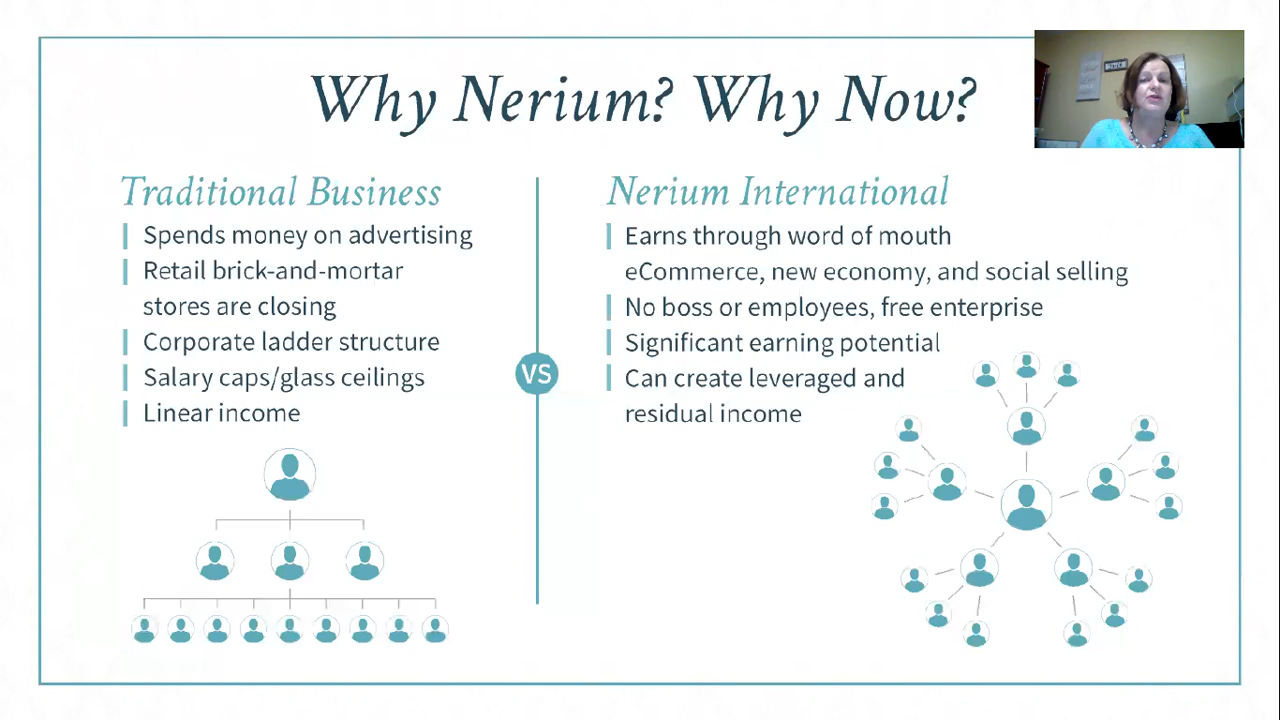 Why Nerium? Why Now?
Traditional Business
Spends money on advertising
Retail brick-and-mortar
stores are closing
Corporate ladder structure
Salary caps/glass ceilings
Linear income
VS
Nerium International
Earns through word of mouth
eCommerce, new economy, and social selling
No boss or employees, free enterprise
Significant earning potential
Can create leveraged and
residual income